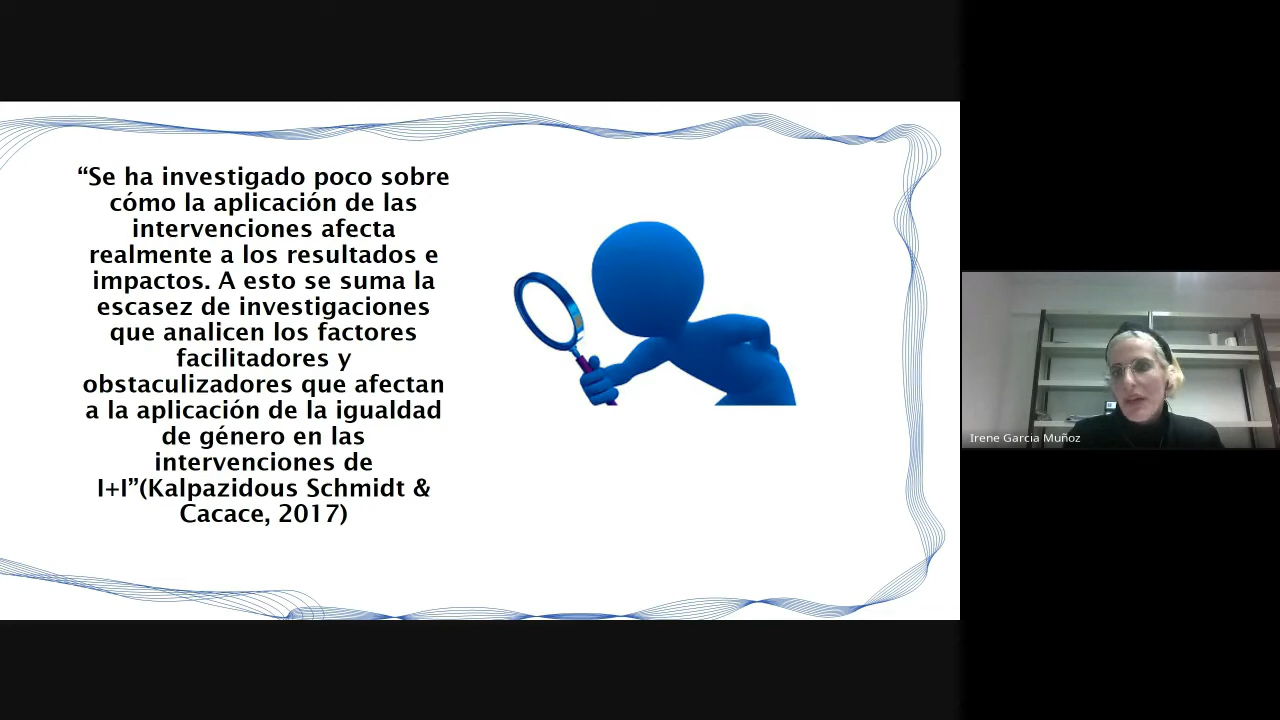 “Se ha investigado poco sobre
cómo la aplicación de las
intervenciones afecta
realmente a los resultados e
impactos. A esto se suma la
escasez de investigaciones
que analicen los factores
facilitadores y
obstaculizadores que afectan
a la aplicación de la igualdad
de género en las
intervenciones de
I+I”(Kalpazidous Schmidt &
Cacace, 2017)
Irene Garcia Muñoz